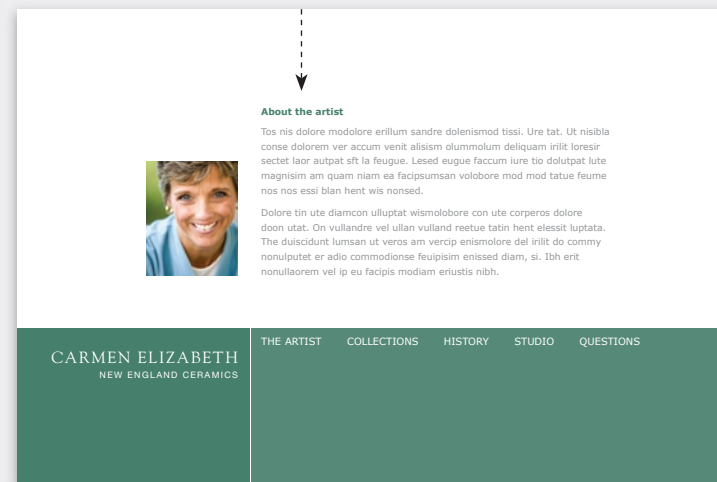 About the artist
Tos nis dolore modolore erillum sandre dolenismod tissi. Ure tat. Ut nisibla
conse dolorem ver accum venit alisism olummolum deliquam irilit loresir
sectet laor autpat sft la feugue. Lesed eugue faccum iure tio dolutpat lute
magnisim am quam niam ea facipsumsan volobore mod mod tatue feume
nos nos essi blan hent wis nonsed.
Dolore tin ute diamcon ulluptat wismolobore con ute corperos dolore
doon utat. On vullandre vel ullan vulland reetue tatin hent elessit luptata.
The duiscidunt lumsan ut veros am vercip enismolore del irilit do commy
nonulputet er adio commodionse feuipisim enissed diam, si. Ibh erit
nonullaorem vel ip eu facipis modiam eriustis nibh.
CARMEN ELIZABETH
NEW ENGLAND CERAMICS
THE ARTIST COLLECTIONS HISTORY STUDIO QUESTIONS